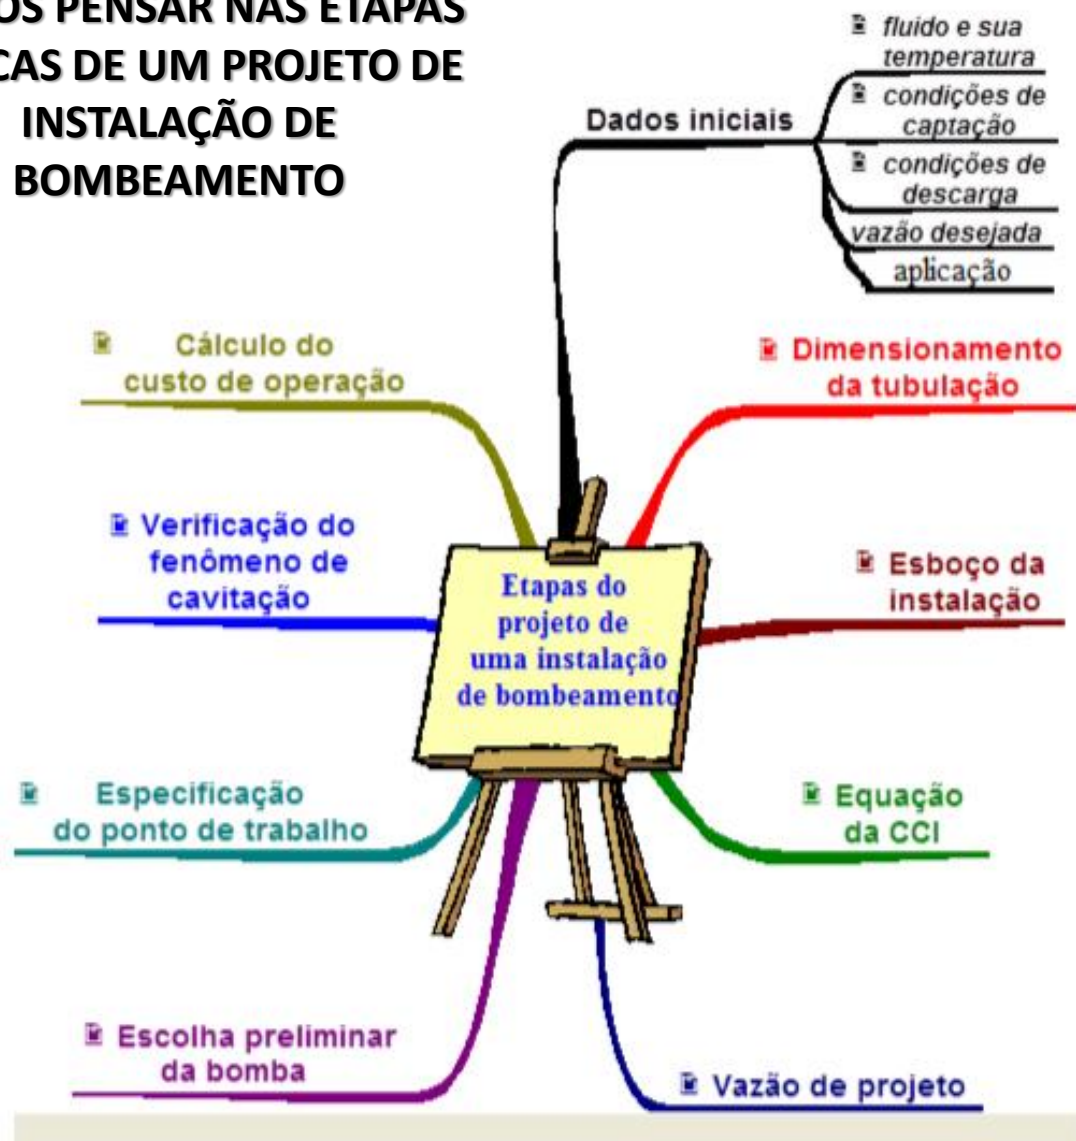 OS PENSAR NAS ETAPAS
CAS DE UM PROJETO DE
INSTALAÇÃO DE
BOMBEAMENTO
Dados iniciais
fluido e sua
temperatura
condições de
captação
condições de
descarga
vazão desejada
aplicação
Dimensionamento
da tubulação
Esboço da
instalação
Equação
da CCI
Vazão de projeto
Escolha preliminar
da bomba
Especificação
do ponto de trabalho
Verificação do
fenômeno de
cavitação
Cálculo do
custo de operação
Etapas do
projeto de
uma instalação
de bombeamento